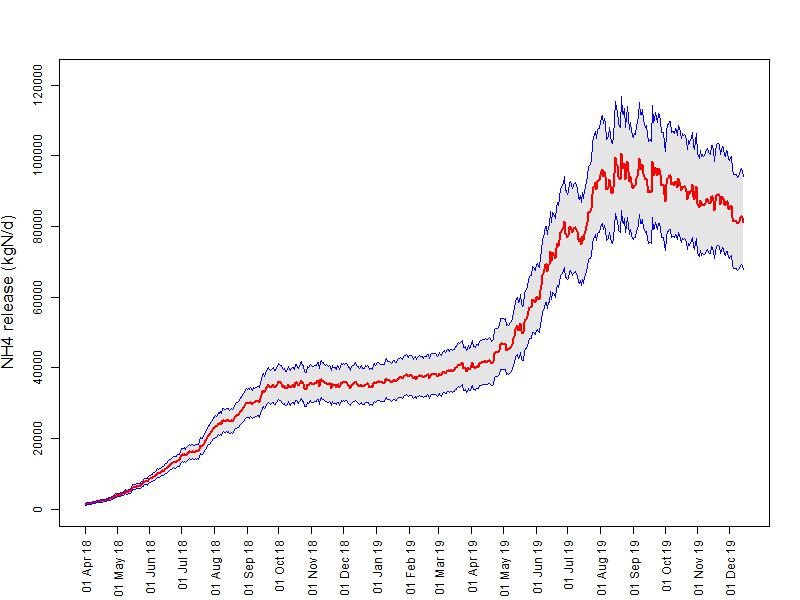 NH4 release (kgN/d)
120000
100000
80000
60000
40000
20000
0
01 Apr 18
01 May 18
01 Jun 18
01 Jul 18
01 Aug 18
01 Sep 18
01 Oct 18
01 Nov 18
01 Dec 18
01 Jan 19
01 Feb 19
01 Mar 19
01 Apr 19
01 May 19
01 Jun 19
01 Jul 19
01 Aug 19
01 Sep 19
01 Oct 19
01 Nov 19
01 Dec 19